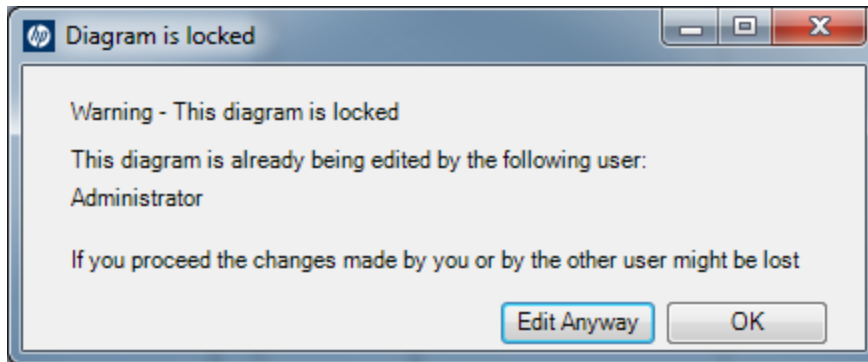 hp Diagram is locked
Warning - This diagram is locked
This diagram is already being edited by the following user:
Administrator
If you proceed the changes made by you or by the other user might be lost
Edit Anyway OK